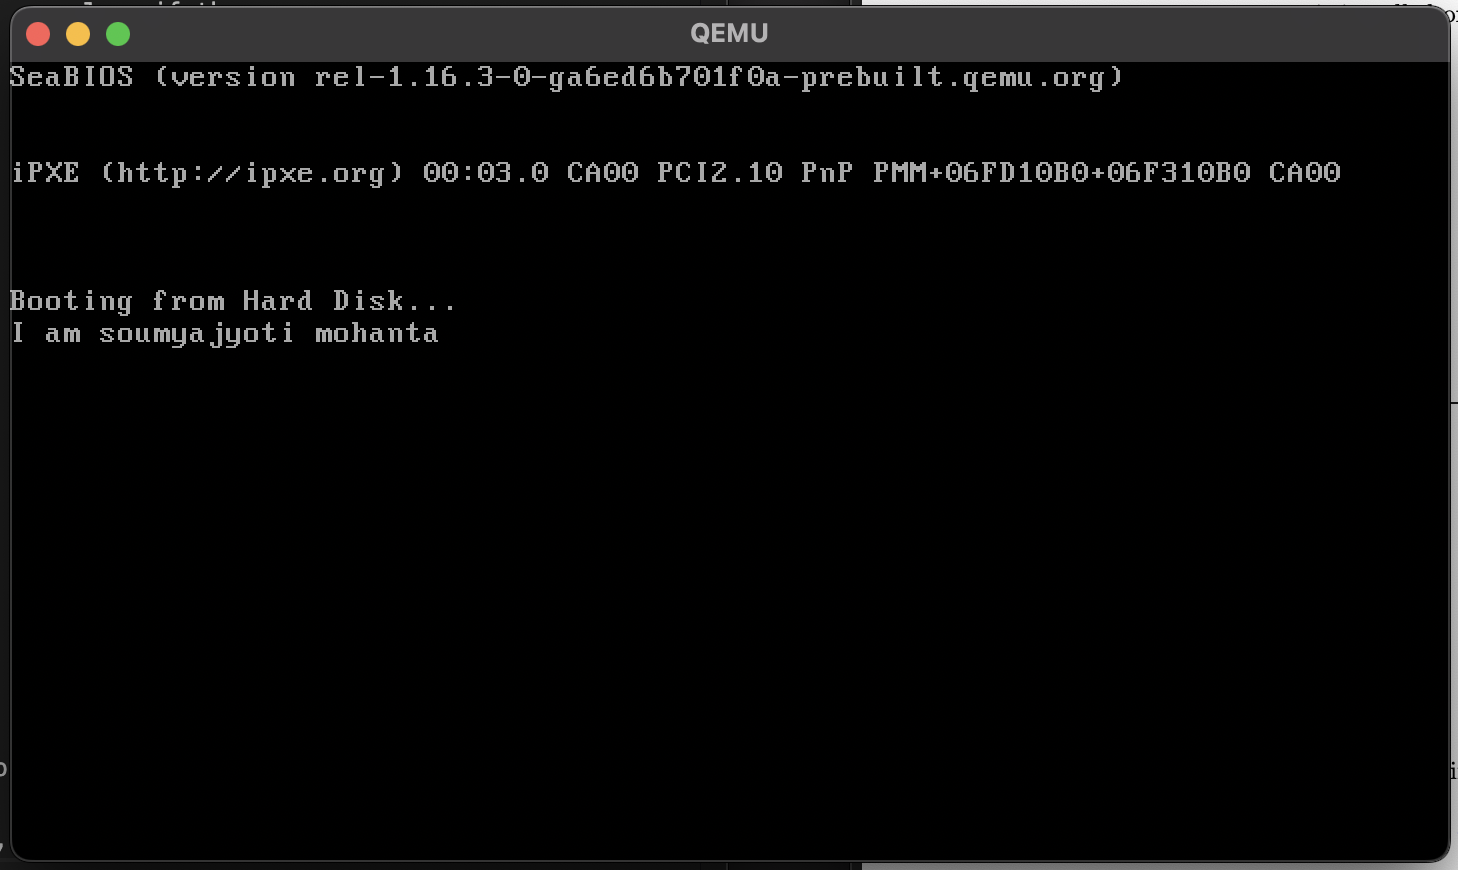 QEMU
SeaBIOS (version rel-1.16.3-0-ga6ed6b701f0a-prebuilt.qemu.org)
iPXE (http://ipxe.org) 00:03.0 CA00 PCI2.10 PnP PMM+06FD10B0+06F310B0 CA00
Booting from Hard Disk...
I am soumyajyoti mohanta